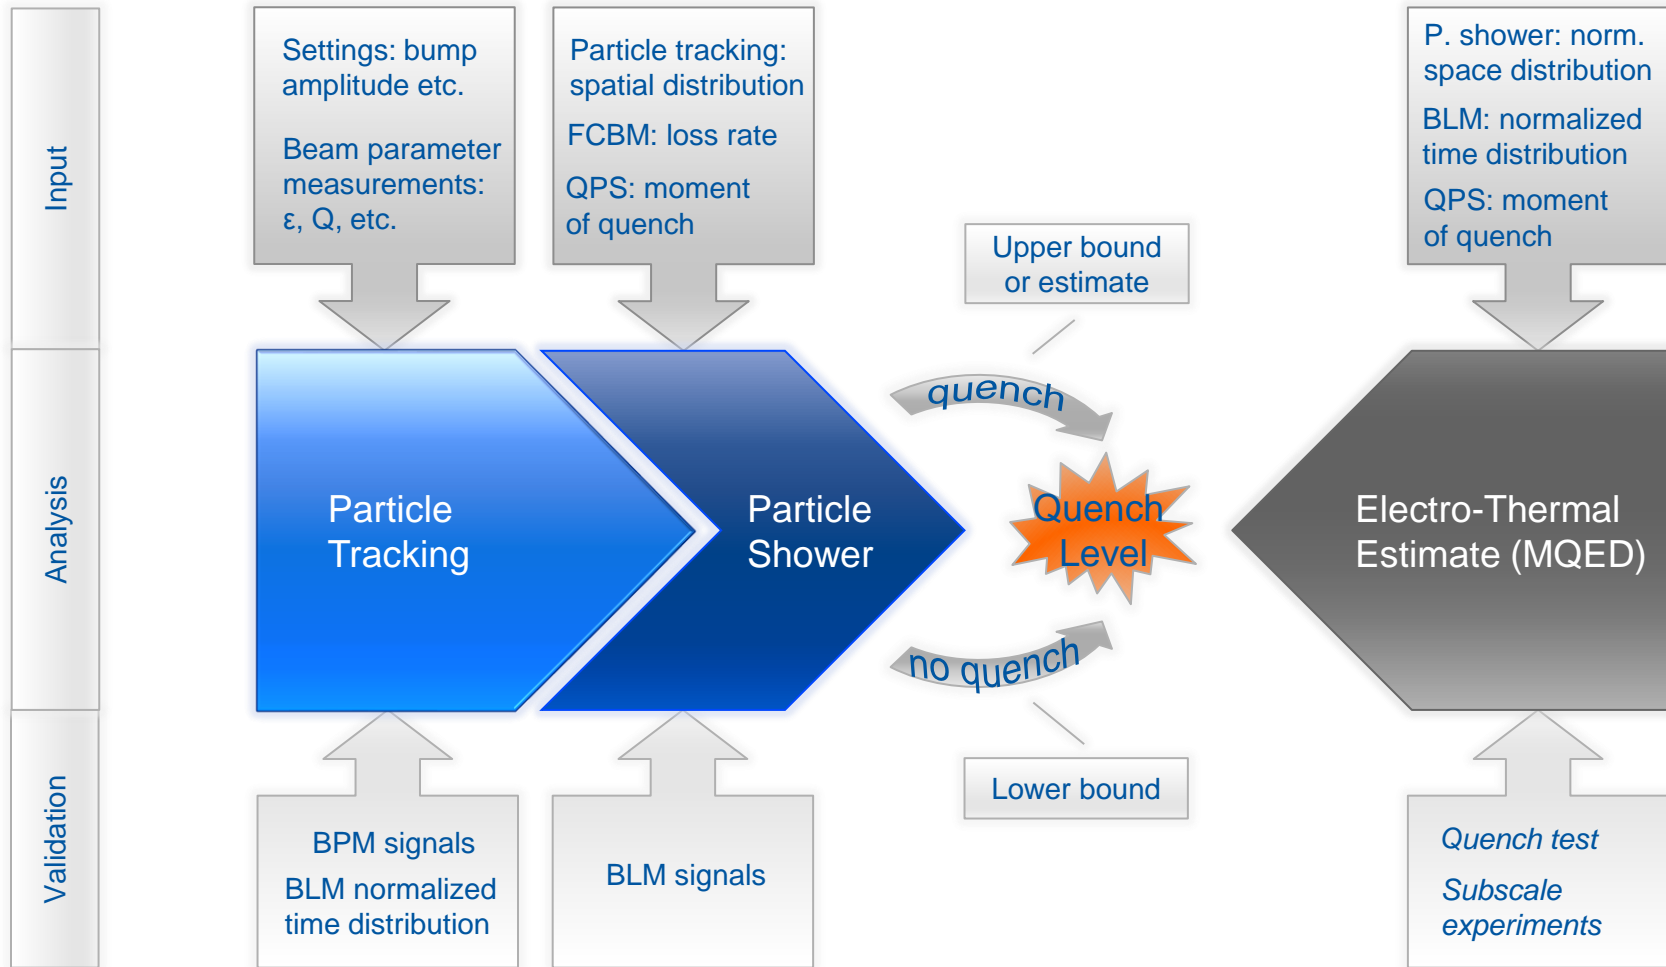 Input
Settings: bump
amplitude etc.
Beam parameter
measurements:
ε, Q, etc.
Particle tracking:
spatial distribution
FCBM: loss rate
QPS: moment
of quench
Upper bound
or estimate
P. shower: norm.
space distribution
BLM: normalized
time distribution
QPS: moment
of quench
Analysis
Particle
Tracking
Particle
Shower
quench
Quench
Level
no quench
Electro-Thermal
Estimate (MQED)
Validation
BPM signals
BLM normalized
time distribution
BLM signals
Lower bound
Quench test
Subscale
experiments